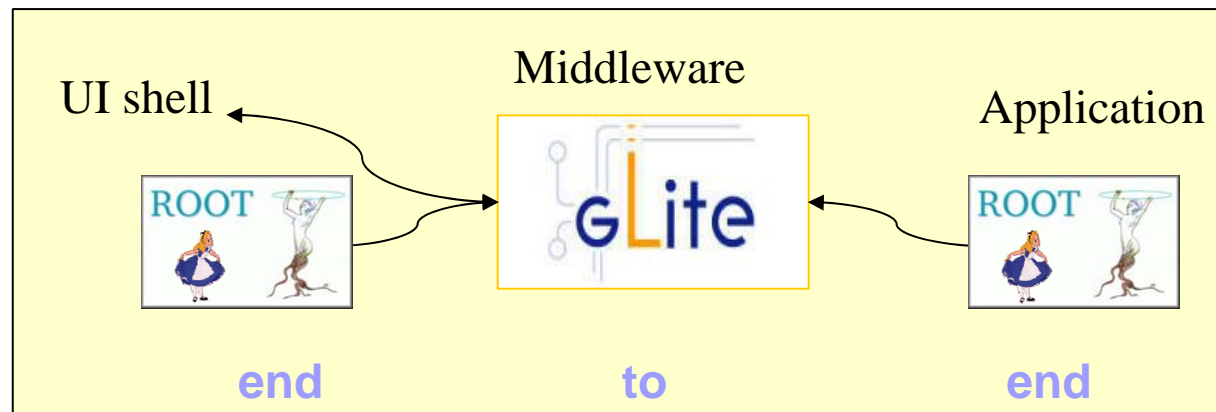 Middleware
UI shell
Application
ROOT
gLite
ROOT
end to end